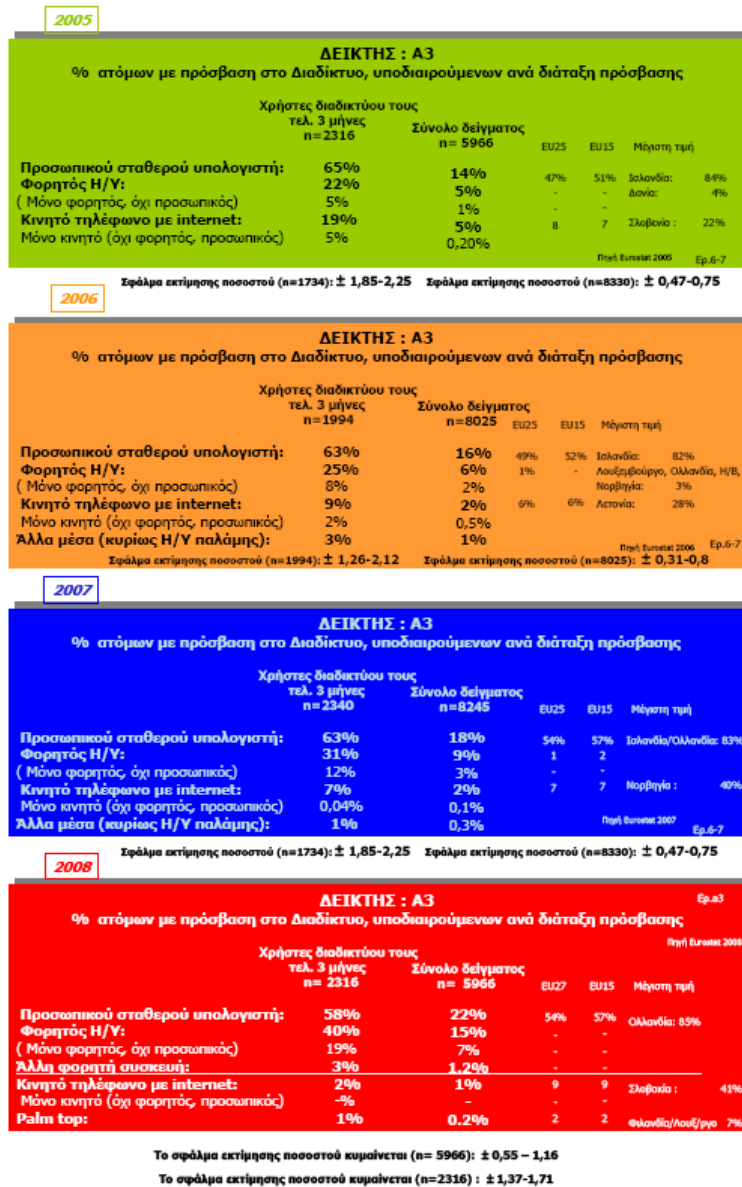 2005
ΔΕΙΚΤΗΣ : A3
% ατόμων με πρόσβαση στο Διαδίκτυο, υποδιαιρούμενων ανά διάταξη πρόσβασης
Χρήστες διαδικτύου τους
τελ. 3 μήνες Σύνολο δείγματος
n=2316 n= 5966 EU25 EU15 Μέγιστη τιμή
Προσωπικού σταθερού υπολογιστή: 65% 14% 47% 51% Ισλανδία: 84%
Φορητός Η/Υ: 22% 5% - - Δανία: 4%
( Μόνο φορητός, όχι προσωπικός) 5% 1% - -
Κινητό τηλέφωνο με internet: 19% 5% 8 7 Σλοβενία : 22%
Μόνο κινητό (όχι φορητός, προσωπικός) 5% 0,20%
Πηγή Eurostat 2005 Ερ.6-7
Σφάλμα εκτίμησης ποσοστού (n=1734): ± 1,85-2,25 Σφάλμα εκτίμησης ποσοστού (n=8330): ± 0,47-0,75
2006
ΔΕΙΚΤΗΣ : A3
% ατόμων με πρόσβαση στο Διαδίκτυο, υποδιαιρούμενων ανά διάταξη πρόσβασης
Χρήστες διαδικτύου τους
τελ. 3 μήνες Σύνολο δείγματος
n=1994 n=8025 EU25 EU15 Μέγιστη τιμή
Προσωπικού σταθερού υπολογιστή: 63% 16% 49% 52% Ισλανδία: 82%
Φορητός Η/Υ: 25% 6% 1% - Λουξεμβούργο, Ολλανδία, Η/Β,
( Μόνο φορητός, όχι προσωπικός) 8% 2% Νορβηγία: 3%
Κινητό τηλέφωνο με internet: 9% 2% 6% 6% Λετονία: 28%
Μόνο κινητό (όχι φορητός, προσωπικός) 2% 0,5%
Άλλα μέσα (κυρίως Η/Υ παλάμης): 3% 1% Πηγή Eurostat 2006 Ερ.6-7
Σφάλμα εκτίμησης ποσοστού (n=1994): ± 1,26-2,12 Σφάλμα εκτίμησης ποσοστού (n=8025): ± 0,31-0,8
2007
ΔΕΙΚΤΗΣ : A3
% ατόμων με πρόσβαση στο Διαδίκτυο, υποδιαιρούμενων ανά διάταξη πρόσβασης
Χρήστες διαδικτύου τους
τελ. 3 μήνες Σύνολο δείγματος
n=2340 n=8245 EU25 EU15 Μέγιστη τιμή
Προσωπικού σταθερού υπολογιστή: 63% 18% 54% 57% Ισλανδία/Ολλανδία: 83%
Φορητός Η/Υ: 31% 9% 1 2
( Μόνο φορητός, όχι προσωπικός) 12% 3% - -
Κινητό τηλέφωνο με internet: 7% 2% 7 7 Νορβηγία : 40%
Μόνο κινητό (όχι φορητός, προσωπικός) 0,04% 0,1%
Άλλα μέσα (κυρίως Η/Υ παλάμης): 1% 0,3% Πηγή Eurostat 2007 Ερ.6-7
Σφάλμα εκτίμησης ποσοστού (n=1734): ± 1,85-2,25 Σφάλμα εκτίμησης ποσοστού (n=8330): ± 0,47-0,75
2008
ΔΕΙΚΤΗΣ : A3 Ερ.a3
% ατόμων με πρόσβαση στο Διαδίκτυο, υποδιαιρούμενων ανά διάταξη πρόσβασης
Πηγή Eurostat 2008
Χρήστες διαδικτύου τους
τελ. 3 μήνες Σύνολο δείγματος
n= 2316 n= 5966 EU27 EU15 Μέγιστη τιμή
Προσωπικού σταθερού υπολογιστή: 58% 22% 54% 57% Ολλανδία: 85%
Φορητός Η/Υ: 40% 15% - -
( Μόνο φορητός, όχι προσωπικός) 19% 7% - -
Άλλη φορητή συσκευή: 3% 1.2% - -
Κινητό τηλέφωνο με internet: 2% 1% 9 9 Σλοβακία : 41%
Μόνο κινητό (όχι φορητός, προσωπικός) -% - - -
Palm top: 1% 0.2% 2 2 Φιλανδία/Λουξ/ργο 7%
Το σφάλμα εκτίμησης ποσοστού κυμαίνεται (n= 5966): ± 0,55 – 1,16
Το σφάλμα εκτίμησης ποσοστού κυμαίνεται (n=2316) : ± 1,37-1,71